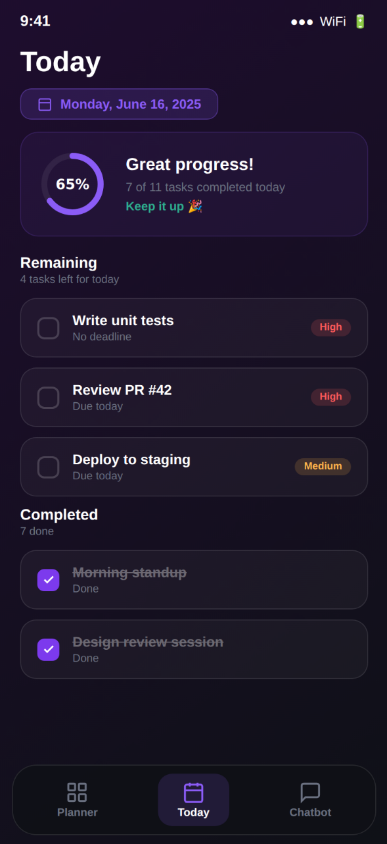 9:41
●●● WiFi 🔋
Today
Monday, June 16, 2025
65%
Great progress!
7 of 11 tasks completed today
Keep it up 🎉
Remaining
4 tasks left for today
Write unit tests
No deadline
High
Review PR #42
Due today
High
Deploy to staging
Due today
Medium
Completed
7 done
Morning standup
Done
Design review session
Done
Planner
Today
Chatbot